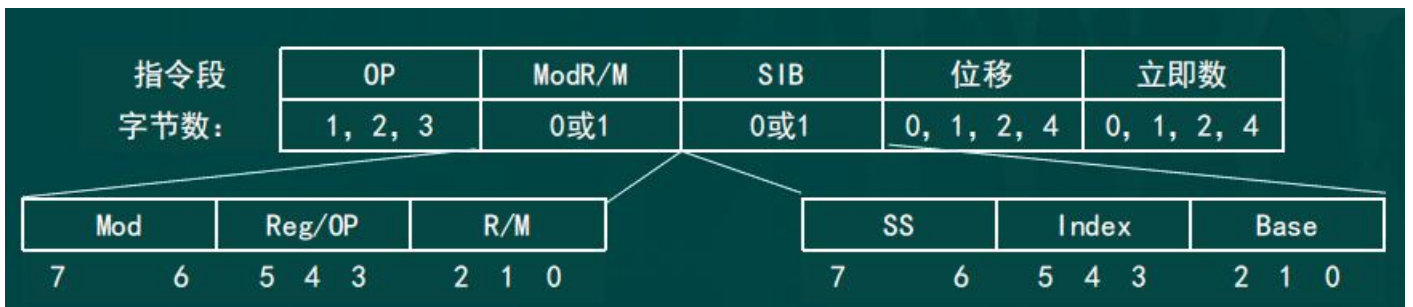 指令段 OP ModR/M SIB 位移 立即数
字节数: 1, 2, 3 0或1 0或1 0, 1, 2, 4 0, 1, 2, 4
Mod Reg/OP R/M SS Index Base
7 6 5 4 3 2 1 0 7 6 5 4 3 2 1 0